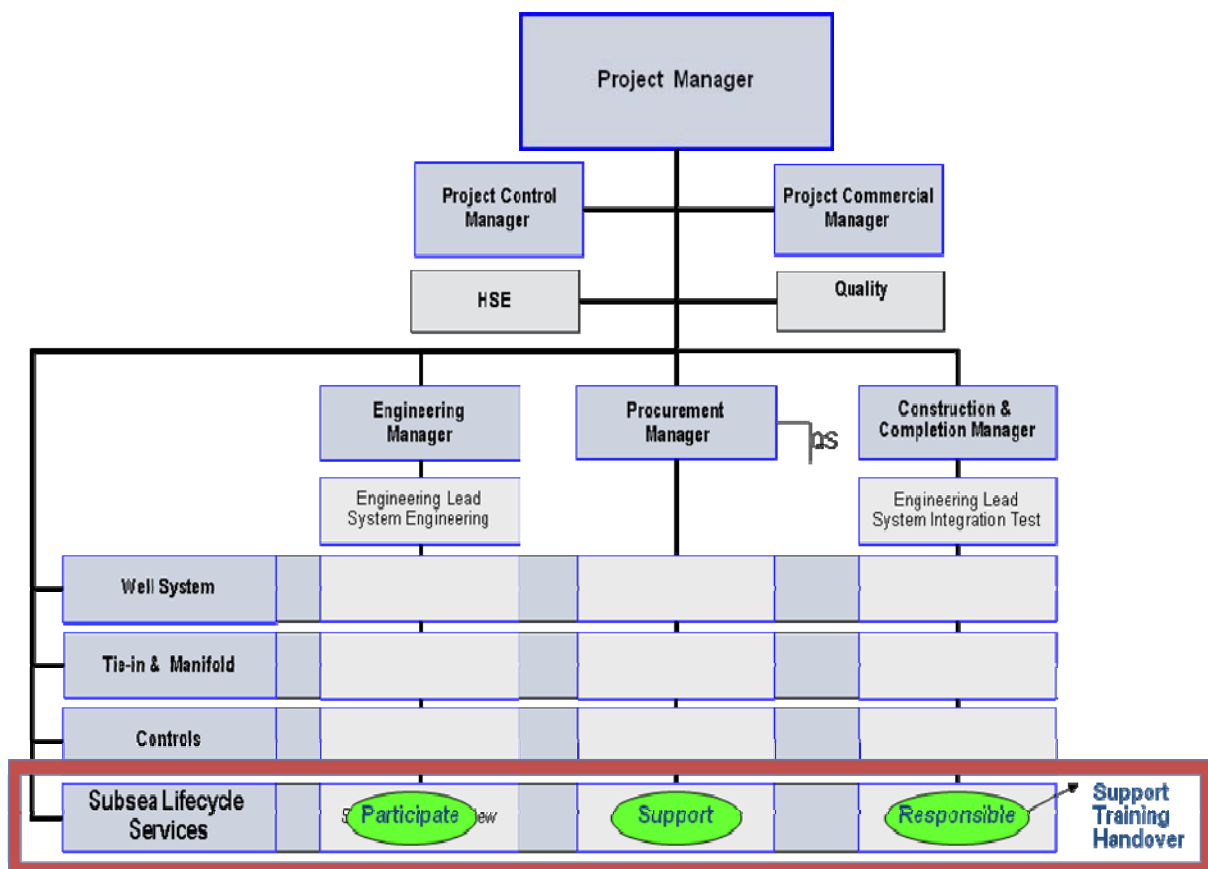 Project Manager
Project Control
Manager
Project Commercial
Manager
HSE
Quality
Engineering
Manager
Procurement
Manager
Construction &
Completion Manager
QS
Engineering Lead
System Engineering
Engineering Lead
System Integration Test
Well System
Tie-in & Manifold
Controls
Subsea Lifecycle
Services
Participate
Support
Responsible
Support
Training
Handover